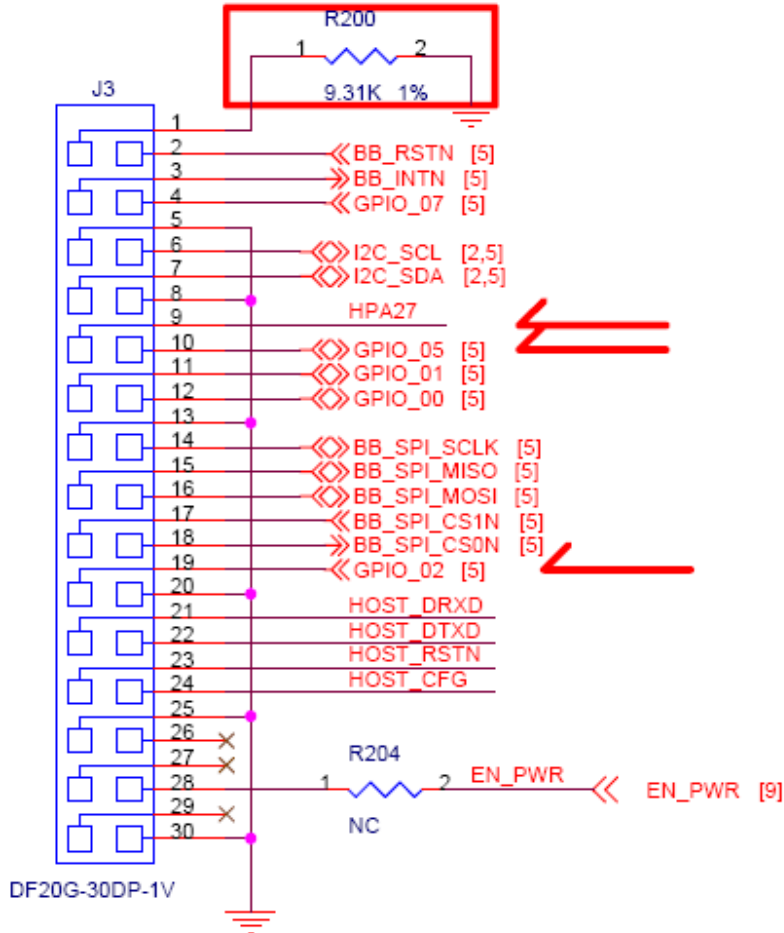 R200
1 2
9.31K 1%
J3
1
2 BB_RSTN [5]
3 BB_INTN [5]
4 GPIO_07 [5]
5
6 I2C_SCL [2,5]
7 I2C_SDA [2,5]
8
9 HPA27
10 GPIO_05 [5]
11 GPIO_01 [5]
12 GPIO_00 [5]
13
14 BB_SPI_SCLK [5]
15 BB_SPI_MISO [5]
16 BB_SPI_MOSI [5]
17 BB_SPI_CS1N [5]
18 BB_SPI_CS0N [5]
19 GPIO_02 [5]
20
21 HOST_DRXD
22 HOST_DTXD
23 HOST_RSTN
24 HOST_CFG
25
26
27 R204
28 1 2 EN_PWR EN_PWR [9]
29 NC
30
DF20G-30DP-1V